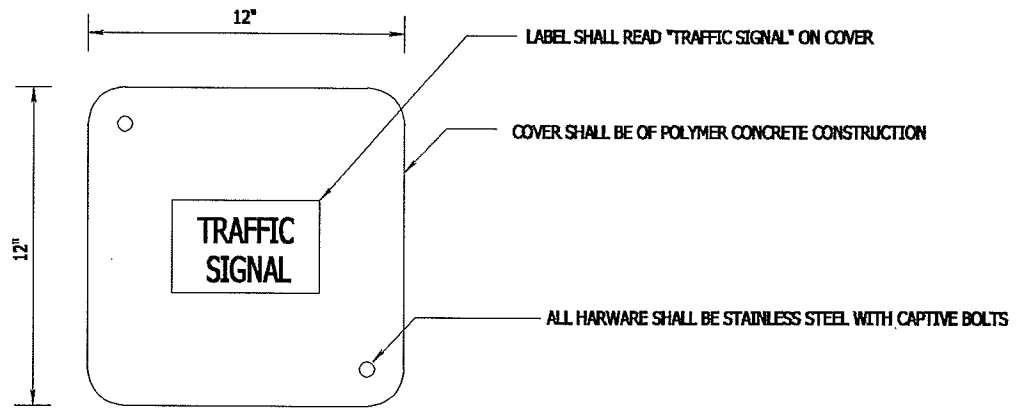 12"
LABEL SHALL READ "TRAFFIC SIGNAL" ON COVER
COVER SHALL BE OF POLYMER CONCRETE CONSTRUCTION
TRAFFIC
SIGNAL
12"
ALL HARWARE SHALL BE STAINLESS STEEL WITH CAPTIVE BOLTS